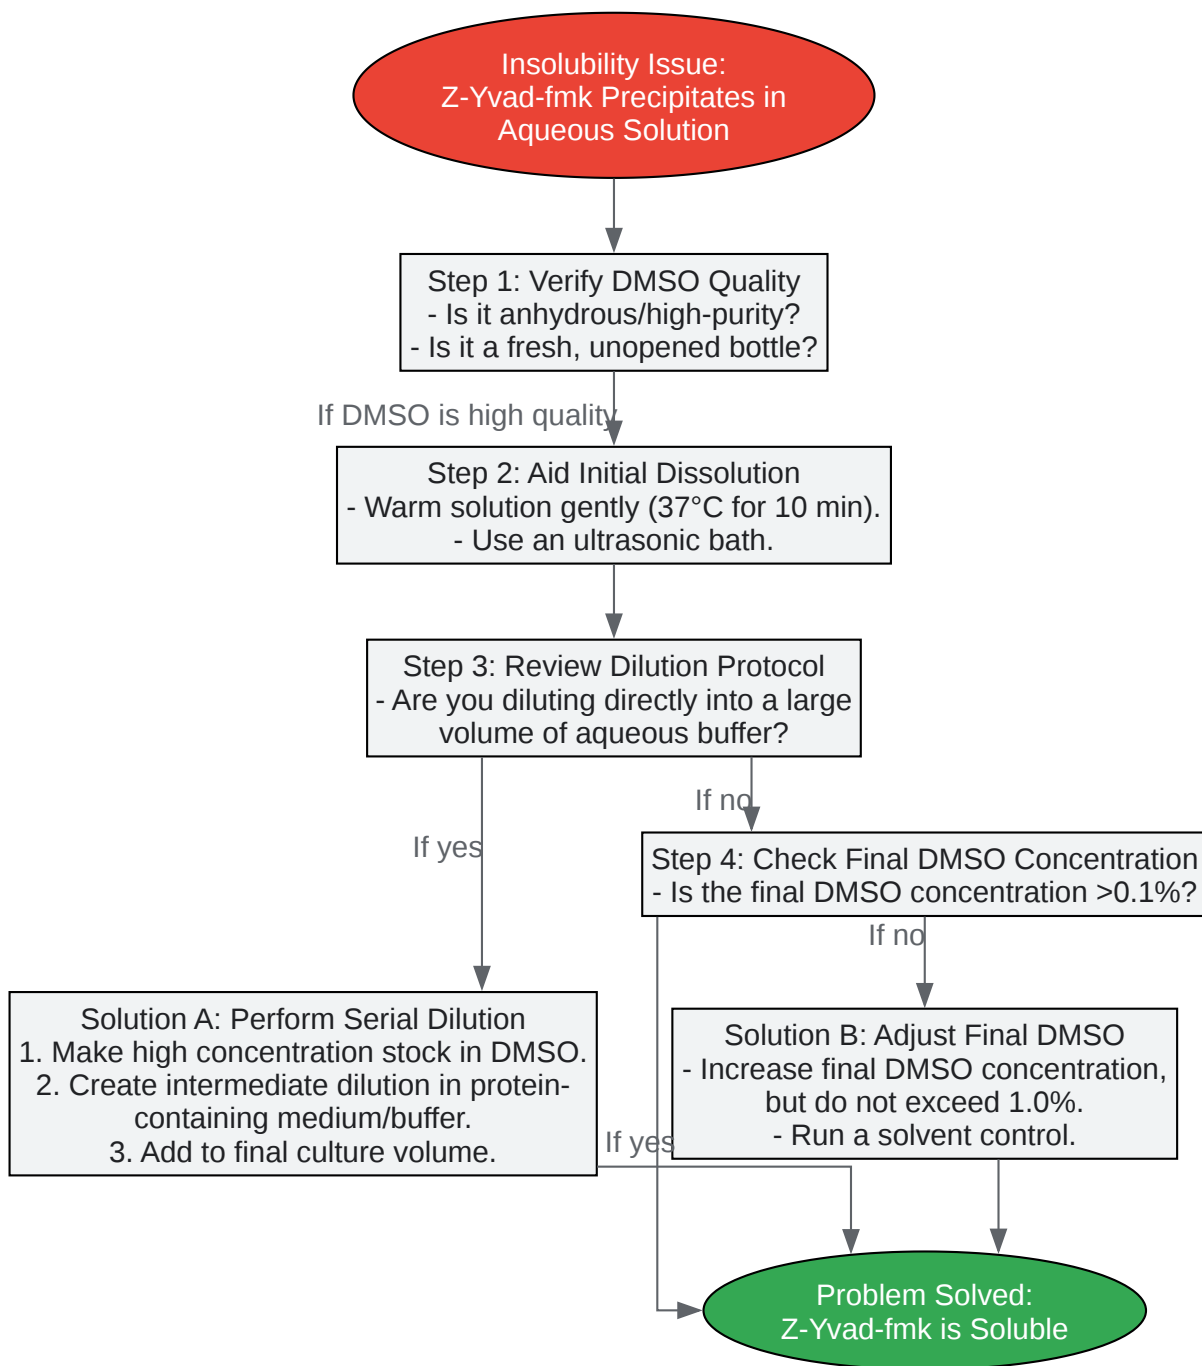 Insolubility Issue:
Z-Yvad-fmk Precipitates in
Aqueous Solution
Step 1: Verify DMSO Quality
- Is it anhydrous/high-purity?
- Is it a fresh, unopened bottle?
If DMSO is high quality
Step 2: Aid Initial Dissolution
- Warm solution gently (37°C for 10 min).
- Use an ultrasonic bath.
Step 3: Review Dilution Protocol
- Are you diluting directly into a large
volume of aqueous buffer?
If no
If yes
Step 4: Check Final DMSO Concentration
- Is the final DMSO concentration >0.1%?
If no
Solution A: Perform Serial Dilution
1. Make high concentration stock in DMSO.
2. Create intermediate dilution in protein-
containing medium/buffer.
3. Add to final culture volume.
Solution B: Adjust Final DMSO
- Increase final DMSO concentration,
but do not exceed 1.0%.
- Run a solvent control.
If yes
Problem Solved:
Z-Yvad-fmk is Soluble